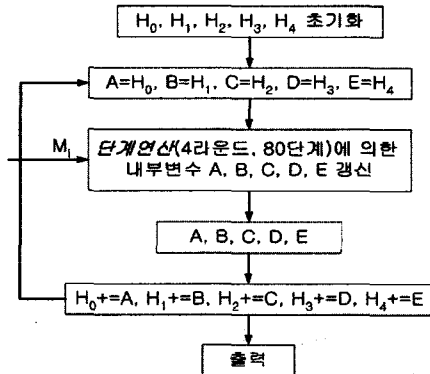 H₀, H₁, H₂, H₃, H₄ 초기화
A=H₀, B=H₁, C=H₂, D=H₃, E=H₄
Mᵢ
단계연산(4라운드, 80단계)에 의한
내부변수 A, B, C, D, E 갱신
A, B, C, D, E
H₀+=A, H₁+=B, H₂+=C, H₃+=D, H₄+=E
출력